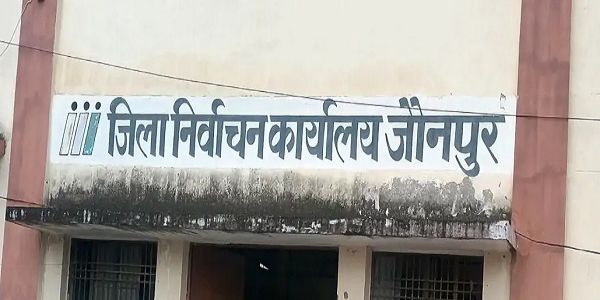 जिला निर्वाचन कार्यालय जौनपुर